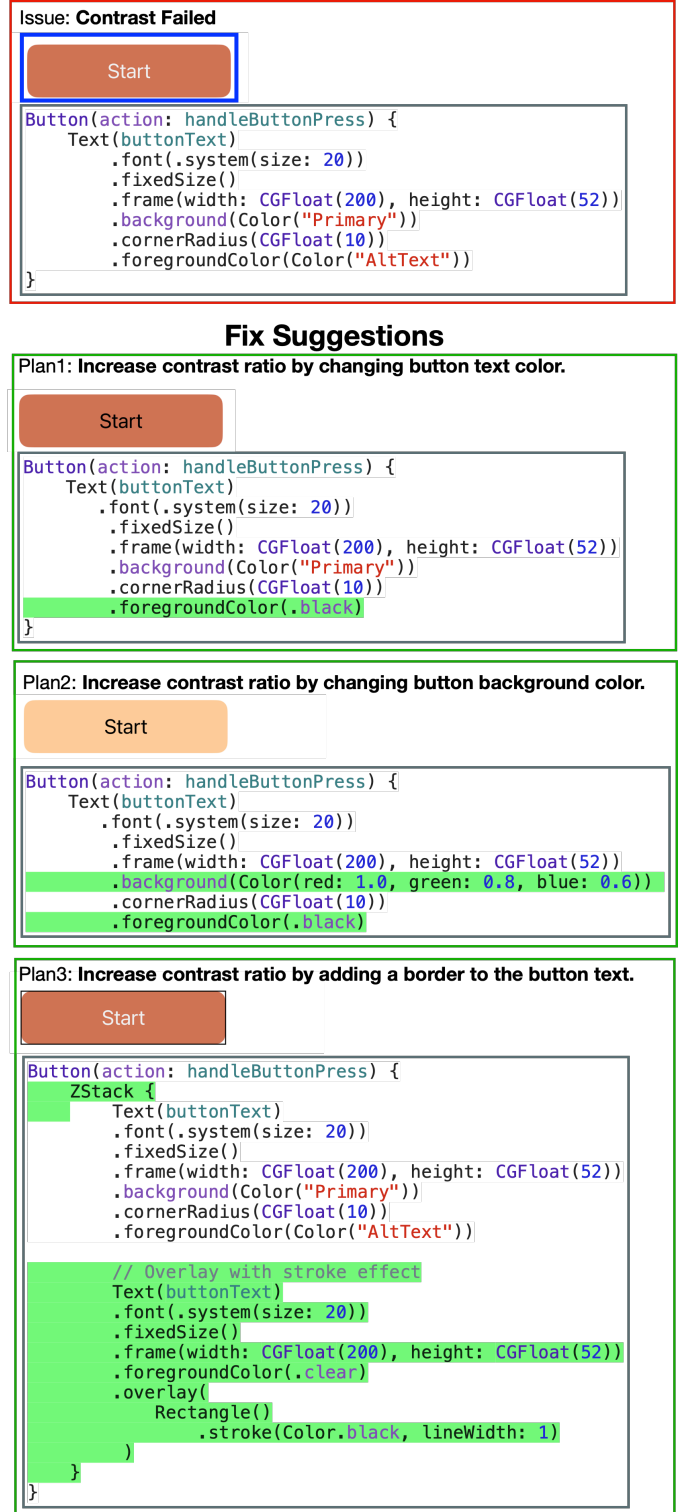 Issue: Contrast Failed
Start
Button(action: handleButtonPress) {
    Text(buttonText)
        .font(.system(size: 20))
        .fixedSize()
        .frame(width: CGFloat(200), height: CGFloat(52))
        .background(Color("Primary"))
        .cornerRadius(CGFloat(10))
        .foregroundColor(Color("AltText"))
}
Fix Suggestions
Plan1: Increase contrast ratio by changing button text color.
Start
Button(action: handleButtonPress) {
    Text(buttonText)
       .font(.system(size: 20))
        .fixedSize()
        .frame(width: CGFloat(200), height: CGFloat(52))
        .background(Color("Primary"))
        .cornerRadius(CGFloat(10))
        .foregroundColor(.black)
}
Plan2: Increase contrast ratio by changing button background color.
Start
Button(action: handleButtonPress) {
    Text(buttonText)
       .font(.system(size: 20))
        .fixedSize()
        .frame(width: CGFloat(200), height: CGFloat(52))
        .background(Color(red: 1.0, green: 0.8, blue: 0.6))
        .cornerRadius(CGFloat(10))
        .foregroundColor(.black)
Plan3: Increase contrast ratio by adding a border to the button text.
Start
Button(action: handleButtonPress) {
    ZStack {
        Text(buttonText)
        .font(.system(size: 20))
        .fixedSize()
        .frame(width: CGFloat(200), height: CGFloat(52))
        .background(Color("Primary"))
        .cornerRadius(CGFloat(10))
        .foregroundColor(Color("AltText"))
        // Overlay with stroke effect
        Text(buttonText)
        .font(.system(size: 20))
        .fixedSize()
        .frame(width: CGFloat(200), height: CGFloat(52))
        .foregroundColor(.clear)
        .overlay(
            Rectangle()
                .stroke(Color.black, lineWidth: 1)
         )
    }
}